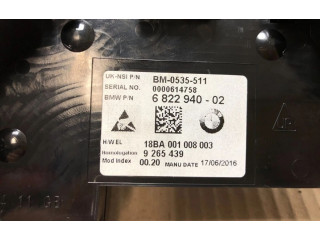 UK-NSI P/N BM-0535-511
SERIAL NO. 0000614758
BMW P/N 6 822 940 - 02
H/W EL 18BA 001 008 003
Homologation 9 265 439
Mod Index 00.20 MANU DATE 17/06/2016